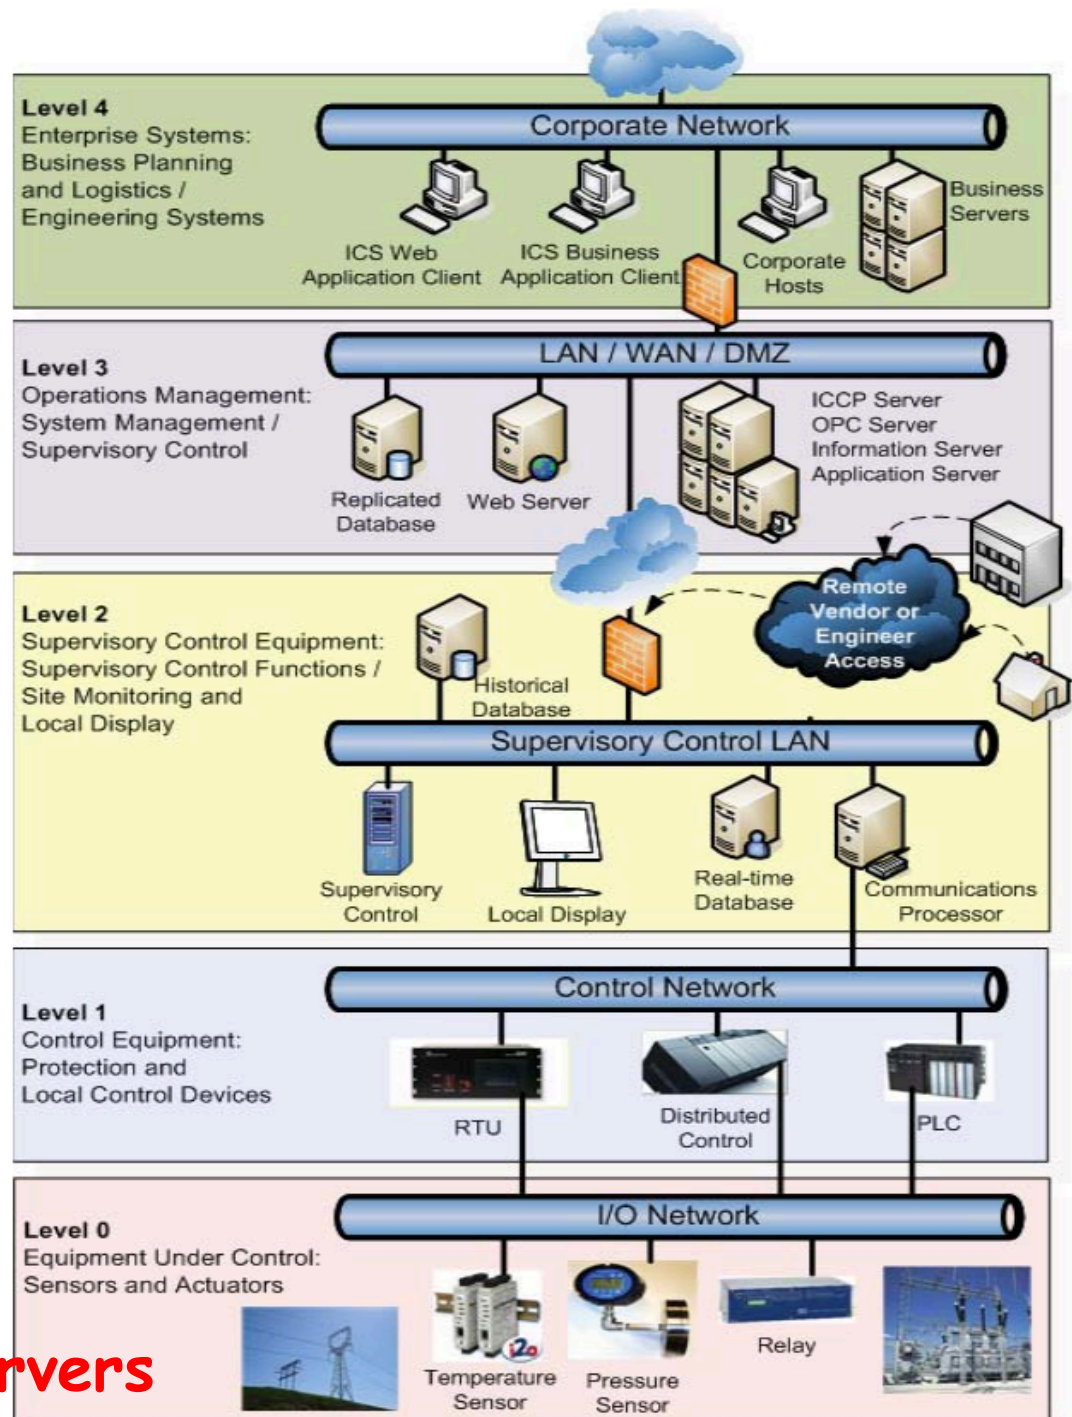 Level 4
Enterprise Systems:
Business Planning
and Logistics /
Engineering Systems
Corporate Network
ICS Web
Application Client
ICS Business
Application Client
Corporate
Hosts
Business
Servers
Level 3
Operations Management:
System Management /
Supervisory Control
LAN / WAN / DMZ
Replicated
Database
Web Server
ICCP Server
OPC Server
Information Server
Application Server
Level 2
Supervisory Control Equipment:
Supervisory Control Functions /
Site Monitoring and
Local Display
Remote
Vendor or
Engineer
Access
Historical
Database
Supervisory Control LAN
Supervisory
Control
Local Display
Real-time
Database
Communications
Processor
Level 1
Control Equipment:
Protection and
Local Control Devices
Control Network
RTU
Distributed
Control
PLC
Level 0
Equipment Under Control:
Sensors and Actuators
I/O Network
i2a
Temperature
Sensor
Pressure
Sensor
Relay
rvers